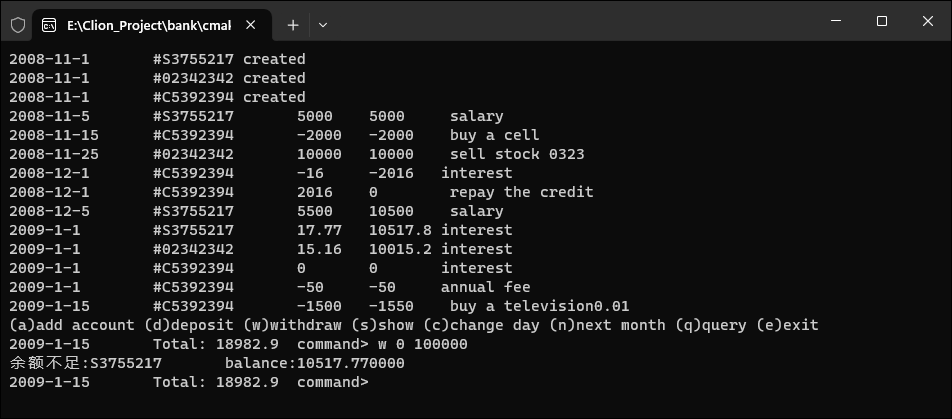 E:\Clion_Project\bank\cmak
2008-11-1 #S3755217 created
2008-11-1 #02342342 created
2008-11-1 #C5392394 created
2008-11-5 #S3755217 5000 5000 salary
2008-11-15 #C5392394 -2000 -2000 buy a cell
2008-11-25 #02342342 10000 10000 sell stock 0323
2008-12-1 #C5392394 -16 -2016 interest
2008-12-1 #C5392394 2016 0 repay the credit
2008-12-5 #S3755217 5500 10500 salary
2009-1-1 #S3755217 17.77 10517.8 interest
2009-1-1 #02342342 15.16 10015.2 interest
2009-1-1 #C5392394 0 0 interest
2009-1-1 #C5392394 -50 -50 annual fee
2009-1-15 #C5392394 -1500 -1550 buy a television0.01
(a)add account (d)deposit (w)withdraw (s)show (c)change day (n)next month (q)query (e)exit
2009-1-15 Total: 18982.9 command> w 0 100000
余额不足:S3755217 balance:10517.770000
2009-1-15 Total: 18982.9 command>